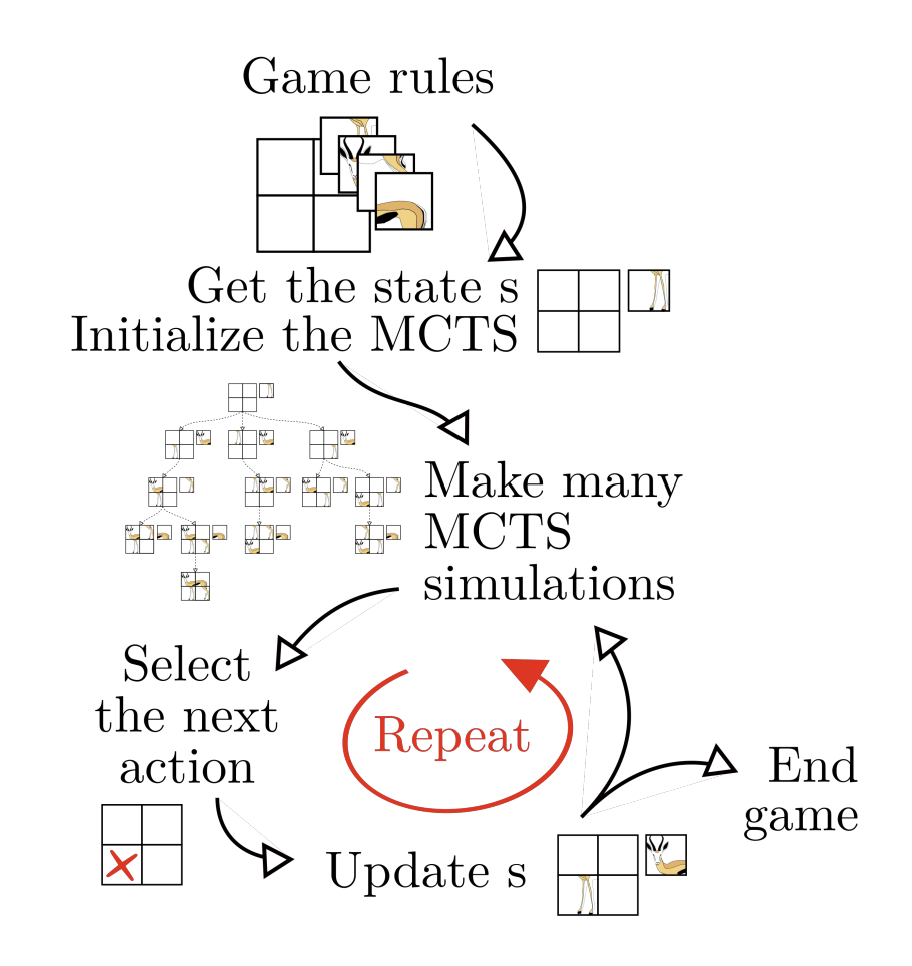 Game rules
Get the state s
Initialize the MCTS
Make many
MCTS
simulations
Select
the next
action
Repeat
End
game
Update s